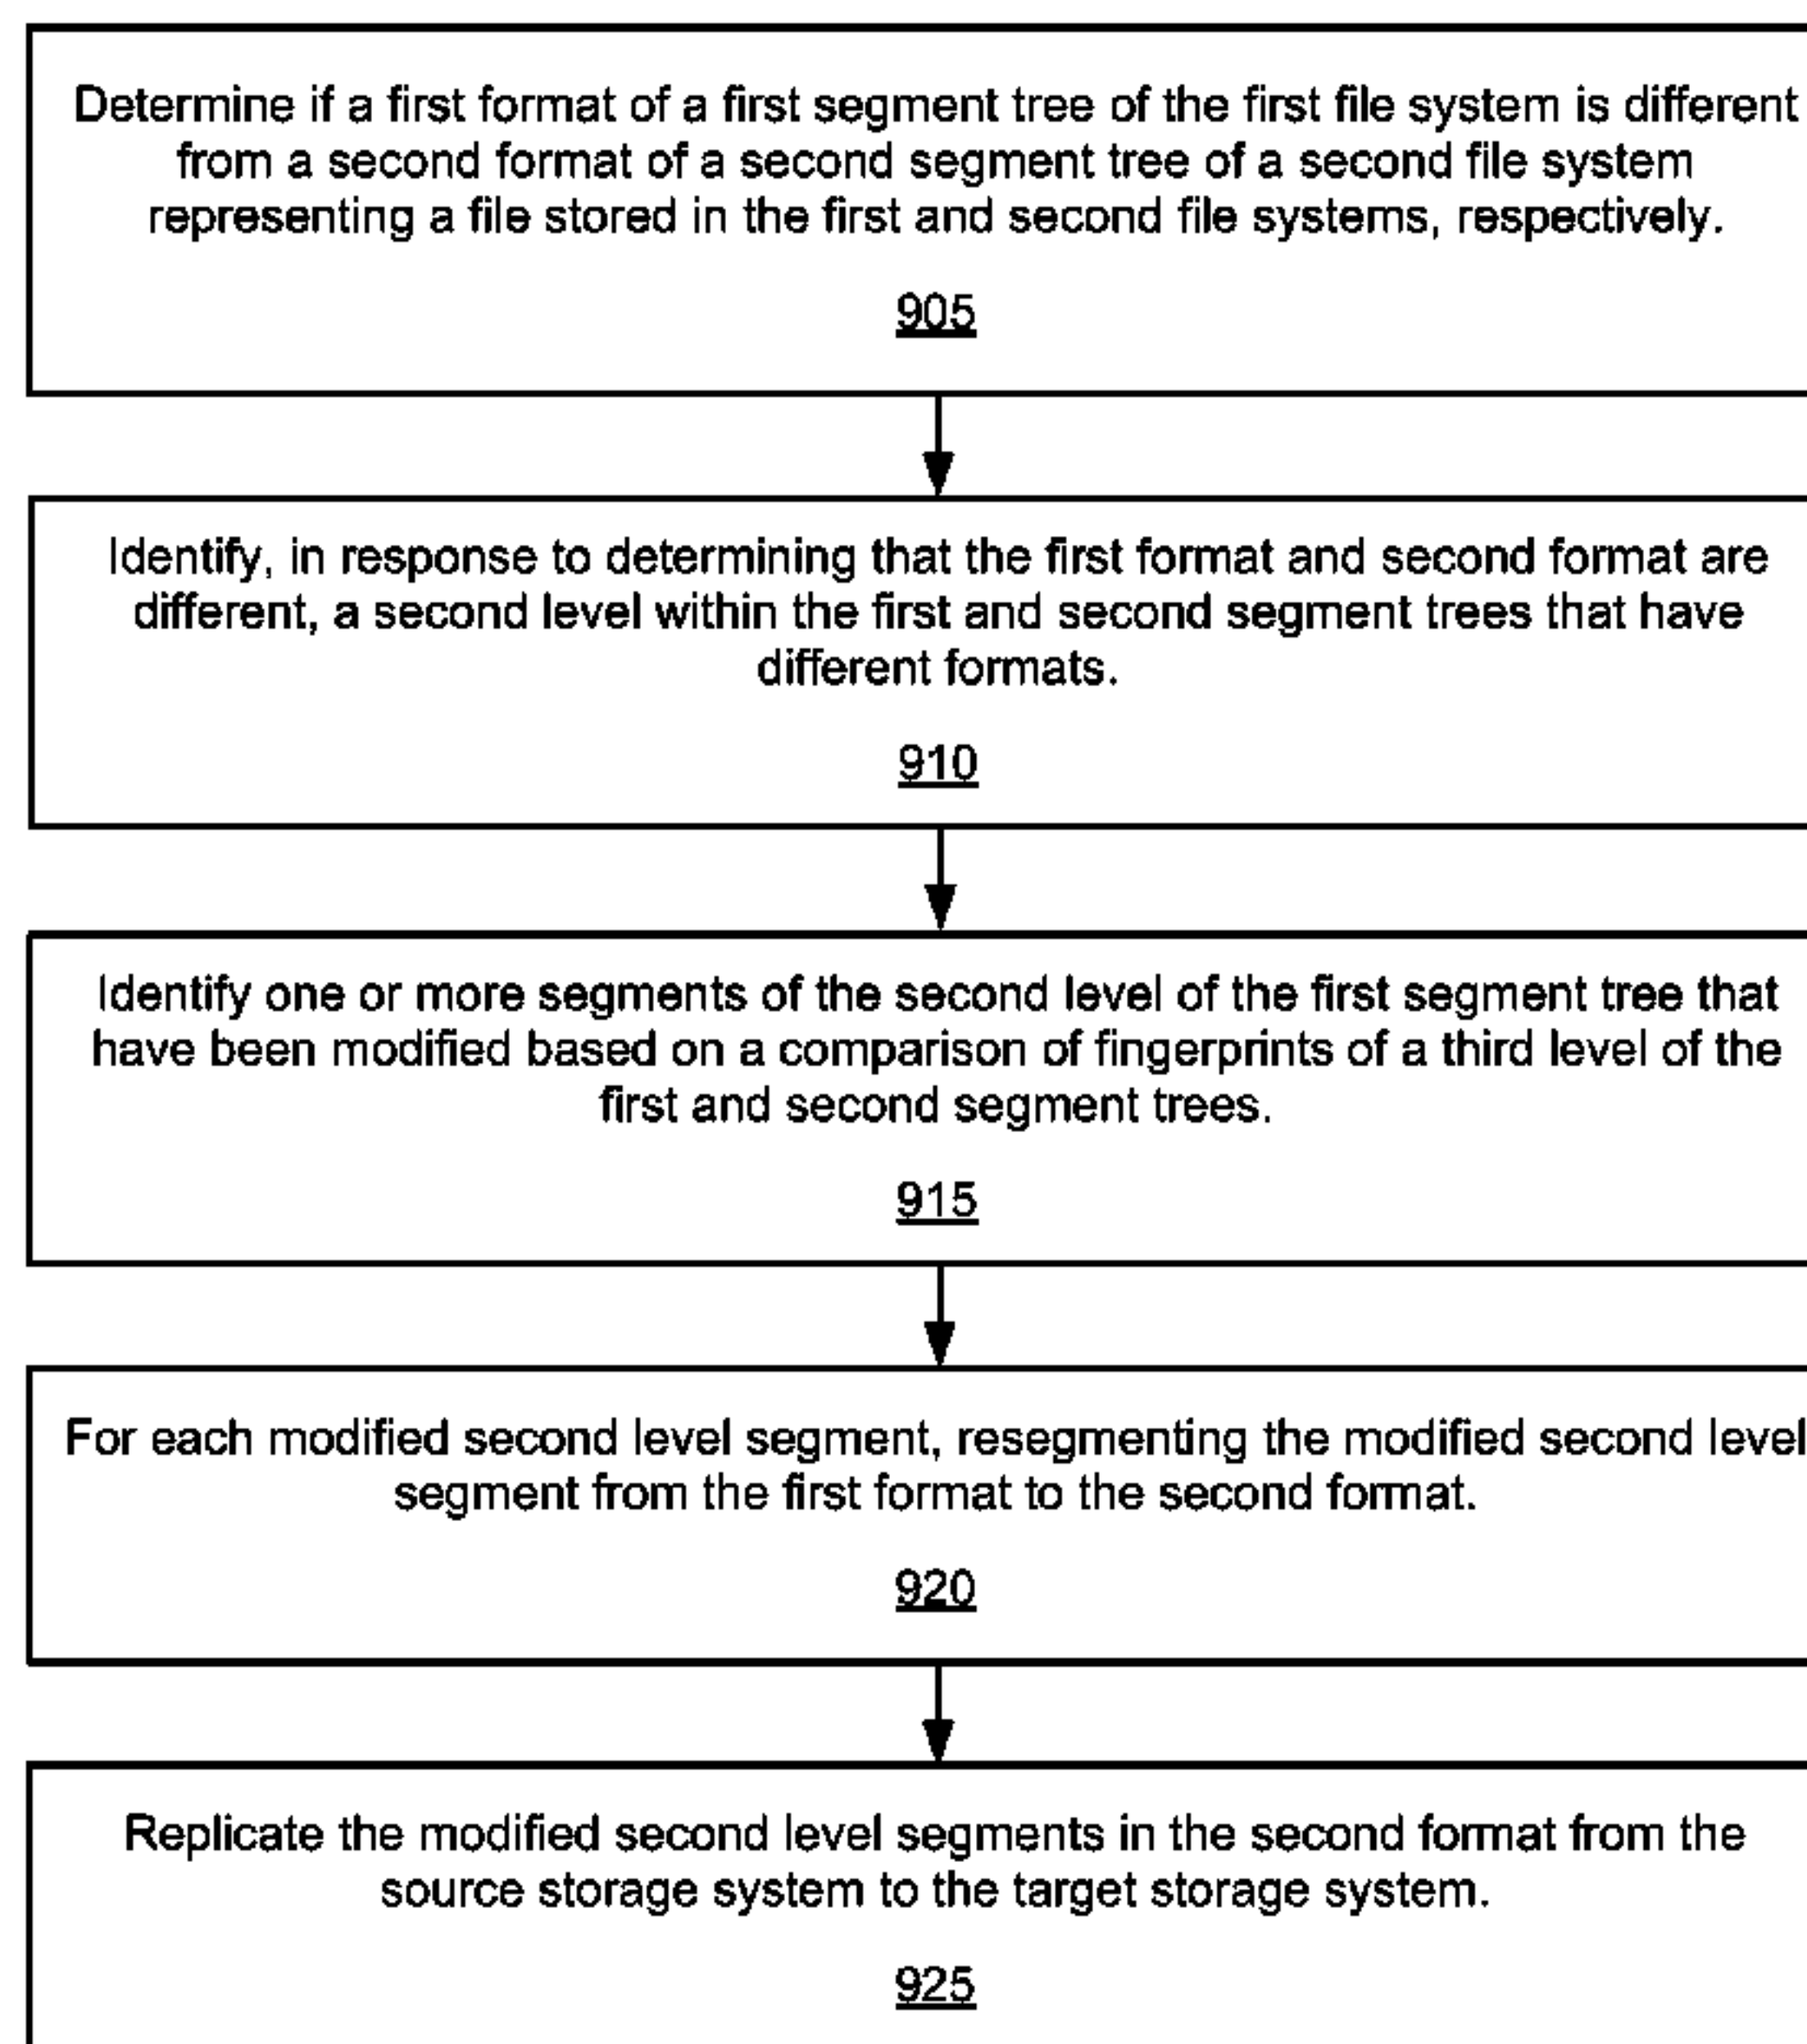 Determine if a first format of a first segment tree of the first file system is different
from a second format of a second segment tree of a second file system
representing a file stored in the first and second file systems, respectively.
905
Identify, in response to determining that the first format and second format are
different, a second level within the first and second segment trees that have
different formats.
910
Identify one or more segments of the second level of the first segment tree that
have been modified based on a comparison of fingerprints of a third level of the
first and second segment trees.
915
For each modified second level segment, resegmenting the modified second level
segment from the first format to the second format.
920
Replicate the modified second level segments in the second format from the
source storage system to the target storage system.
925